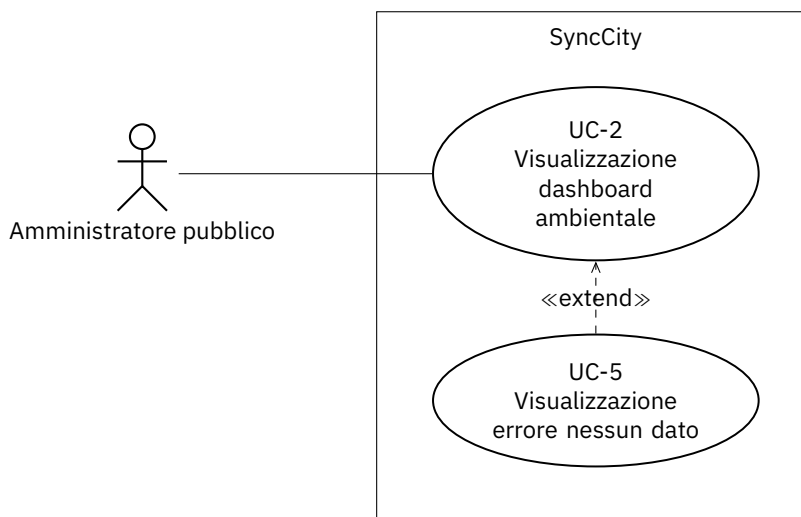 SyncCity
UC-2
Visualizzazione
dashboard
ambientale
Amministratore pubblico
≪extend≫
UC-5
Visualizzazione
errore nessun dato